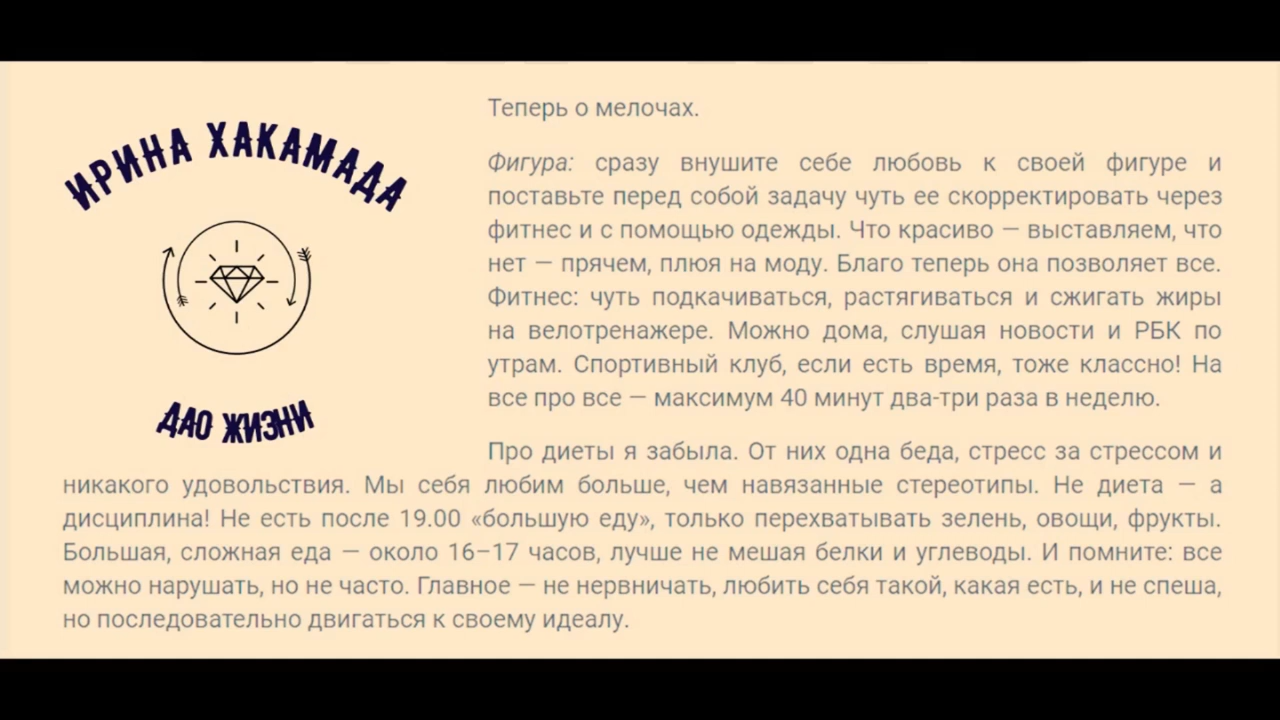 ИРИНА ХАКАМАДА
ДАО ЖИЗНИ
Теперь о мелочах.
Фигура: сразу внушите себе любовь к своей фигуре и
поставьте перед собой задачу чуть ее скорректировать через
фитнес и с помощью одежды. Что красиво — выставляем, что
нет — прячем, плюя на моду. Благо теперь она позволяет все.
Фитнес: чуть подкачиваться, растягиваться и сжигать жиры
на велотренажере. Можно дома, слушая новости и РБК по
утрам. Спортивный клуб, если есть время, тоже классно! На
все про все — максимум 40 минут два-три раза в неделю.
Про диеты я забыла. От них одна беда, стресс за стрессом и
никакого удовольствия. Мы себя любим больше, чем навязанные стереотипы. Не диета — а
дисциплина! Не есть после 19.00 «большую еду», только перехватывать зелень, овощи, фрукты.
Большая, сложная еда — около 16–17 часов, лучше не мешая белки и углеводы. И помните: все
можно нарушать, но не часто. Главное — не нервничать, любить себя такой, какая есть, и не спеша,
но последовательно двигаться к своему идеалу.